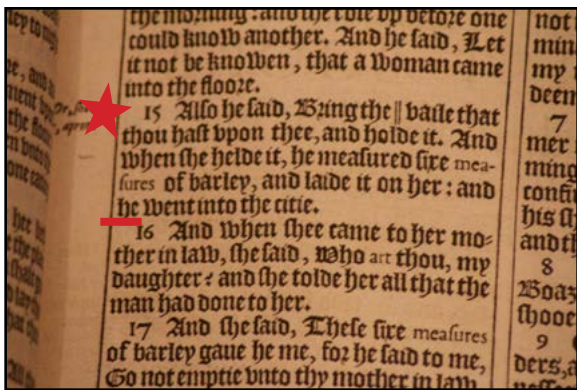 the morning: and she rose vp before one
could know another. And he said, Let
it not be knowen, that a woman came
into the floore.
15 Also he said, Bring the || vaile that
thou hast vpon thee, and holde it. And
when she helde it, he measured sixe mea-
sures of barley, and laide it on her: and
he went into the citie.
16 And when shee came to her mo-
ther in law, she said, Who art thou, my
daughter? and she tolde her all that the
man had done to her.
17 And she said, These sixe measures
of barley gaue he me, for he said to me,
Go not emptie vnto thy mother in law.
not
min
my
deem
7
mer
ming
confi
his sh
and th
8
Boaz
shooe
9
ders, a